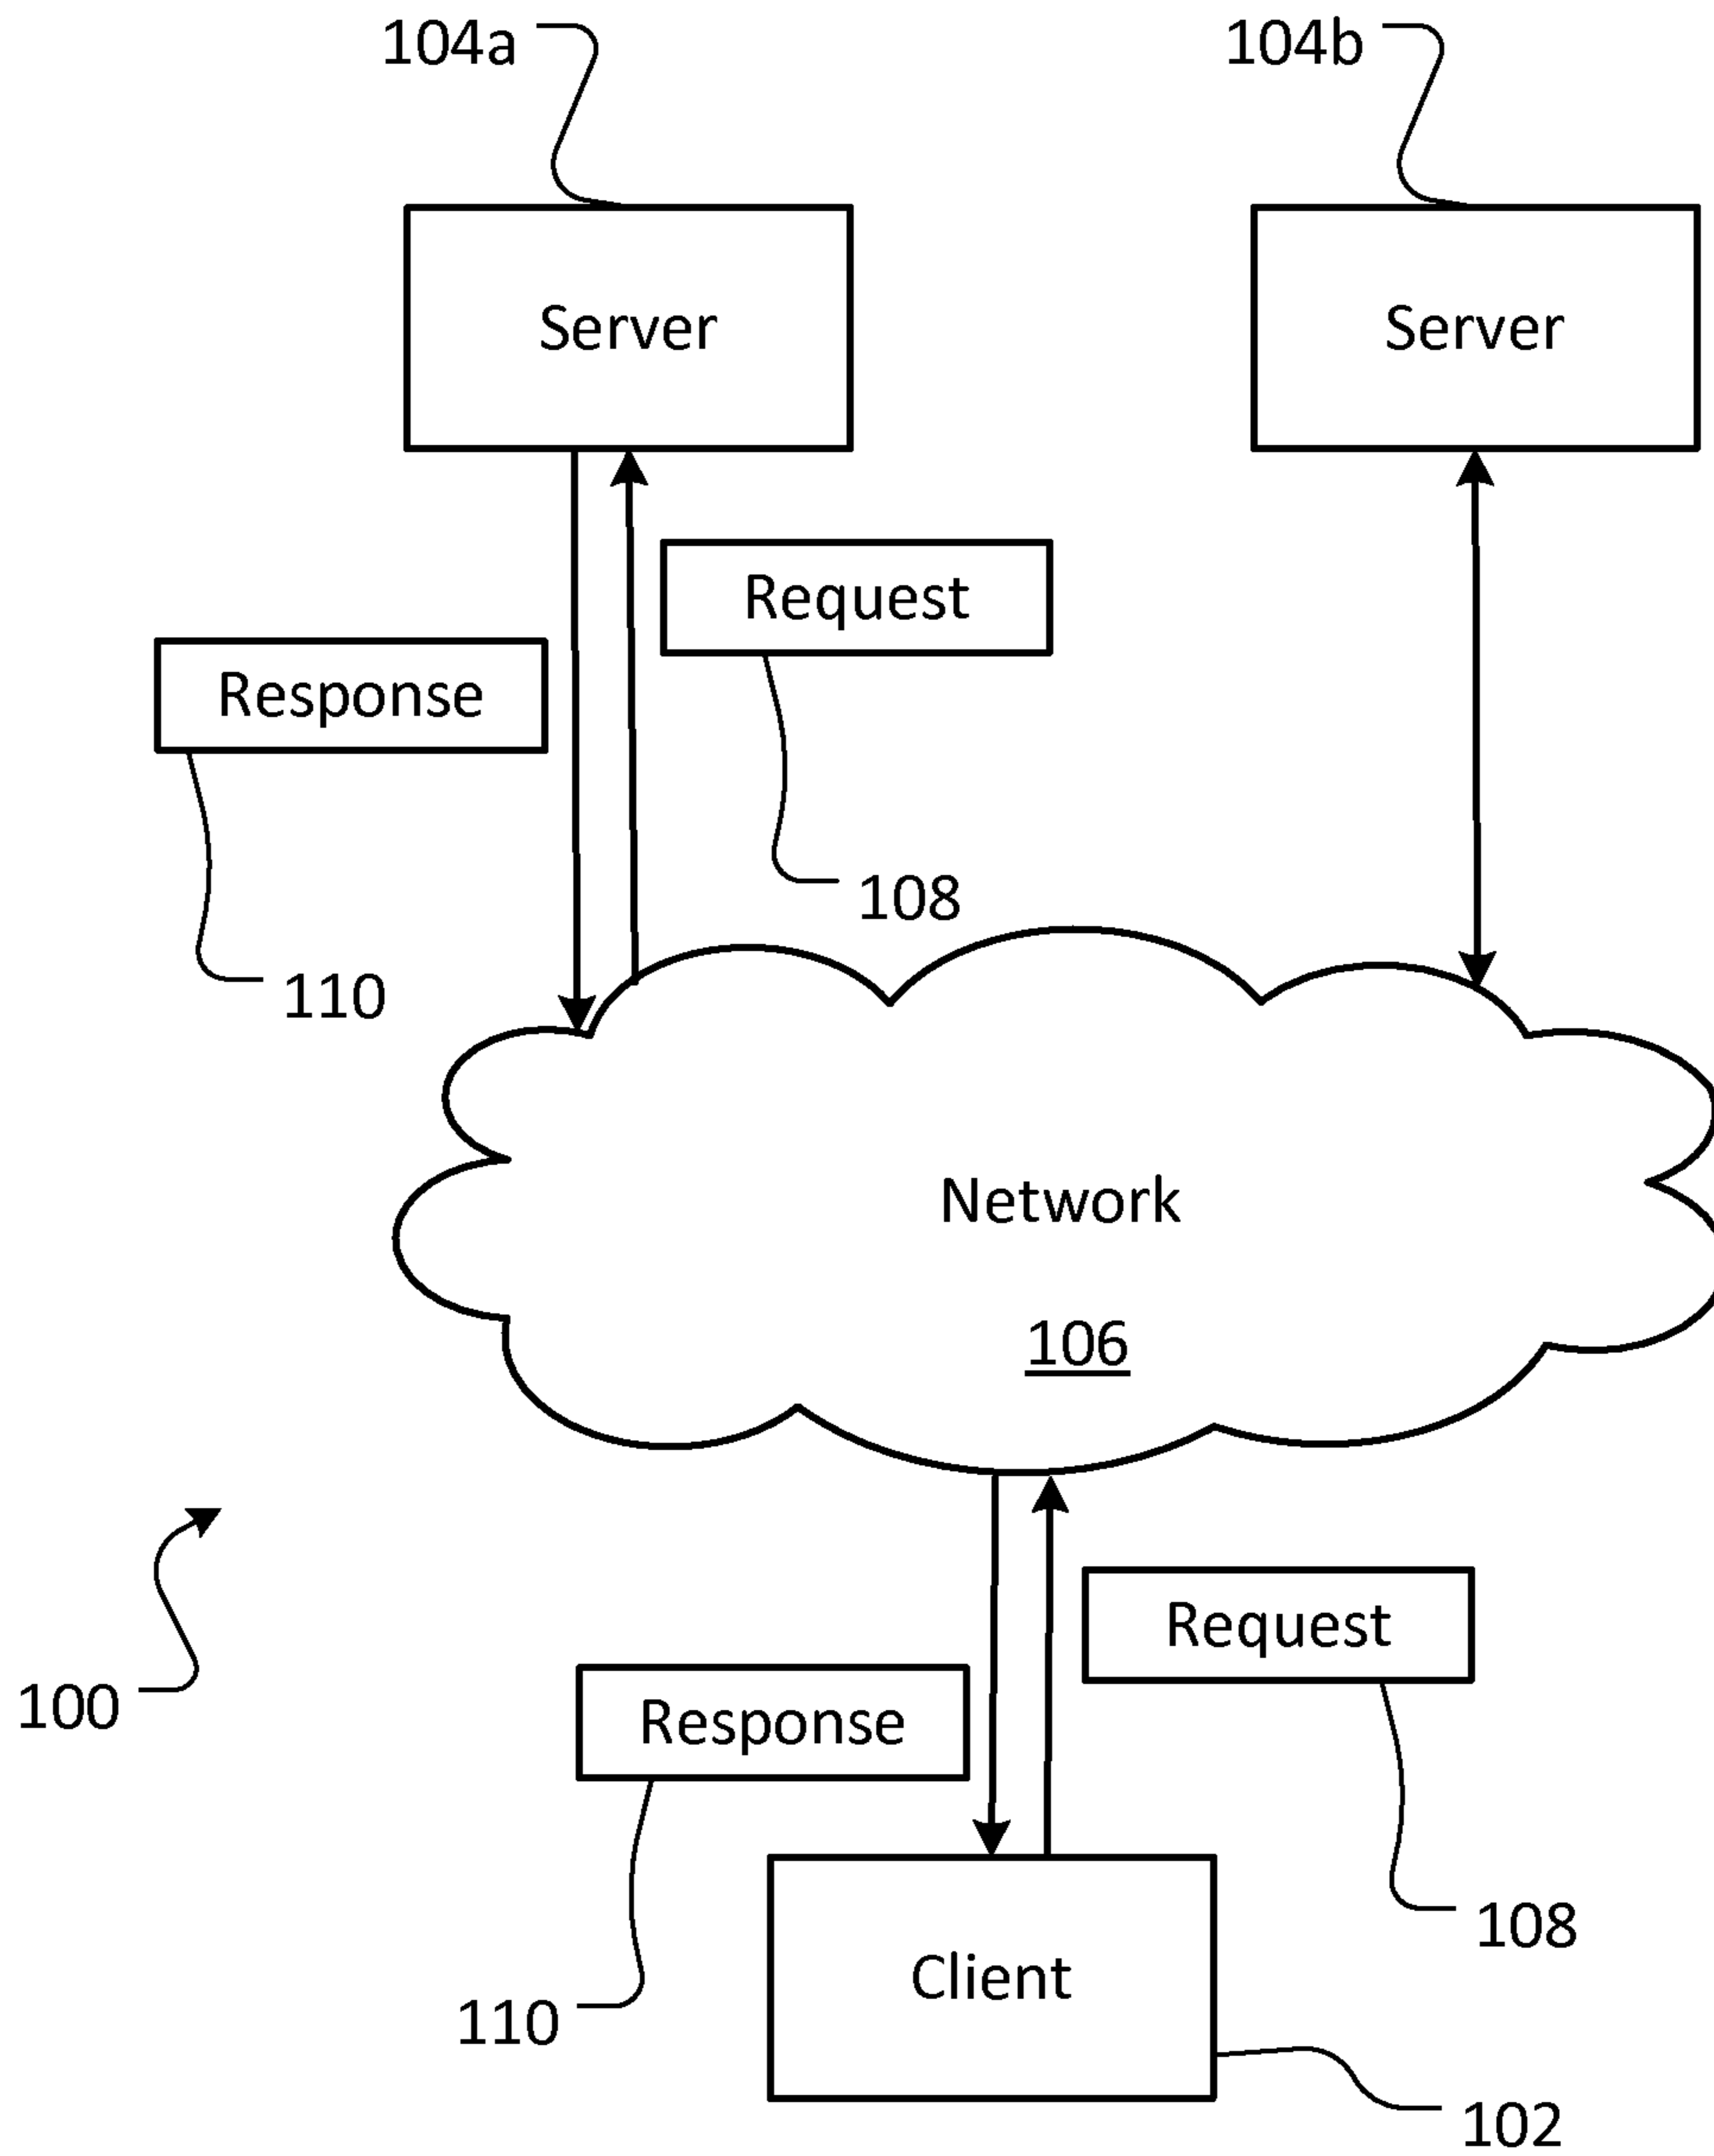 104a
104b
Server
Server
Request
Response
108
110
Network
106
Request
Response
100
108
Client
110
102